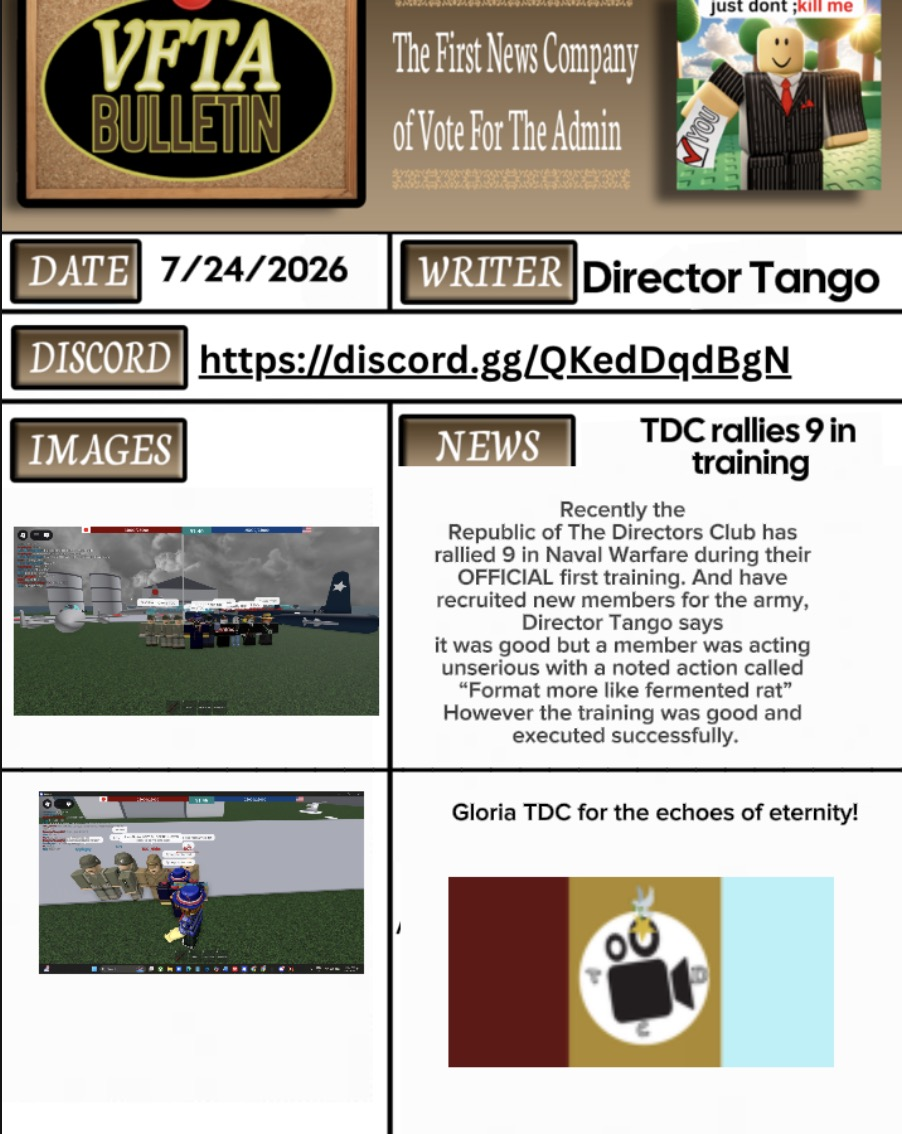 just dont ;kill me
VFTA
BULLETIN
The First News Company
of Vote For The Admin
YOU
DATE
7/24/2026
WRITER
Director Tango
DISCORD
https://discord.gg/QKedDqdBgN
IMAGES
NEWS
TDC rallies 9 in
training
Recently the
Republic of The Directors Club has
rallied 9 in Naval Warfare during their
OFFICIAL first training. And have
recruited new members for the army,
Director Tango says
it was good but a member was acting
unserious with a noted action called
“Format more like fermented rat”
However the training was good and
executed successfully.
Gloria TDC for the echoes of eternity!
T D
C